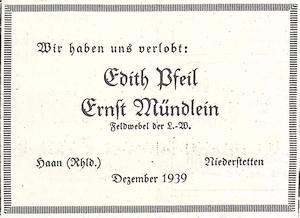 Wir haben uns verlobt:
Edith Pfeil
Ernst Mündlein
Feldwebel der L.-W.
Haan (Rhld.) Niederstetten
Dezember 1939